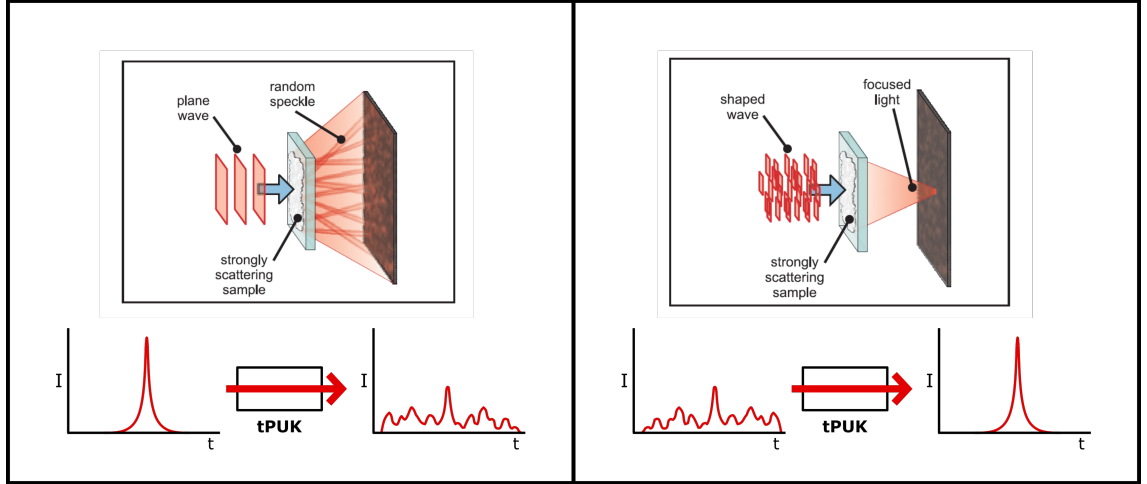 plane
wave
random
speckle
strongly
scattering
sample
I
t
tPUK
I
t
shaped
wave
focused
light
strongly
scattering
sample
I
t
tPUK
I
t